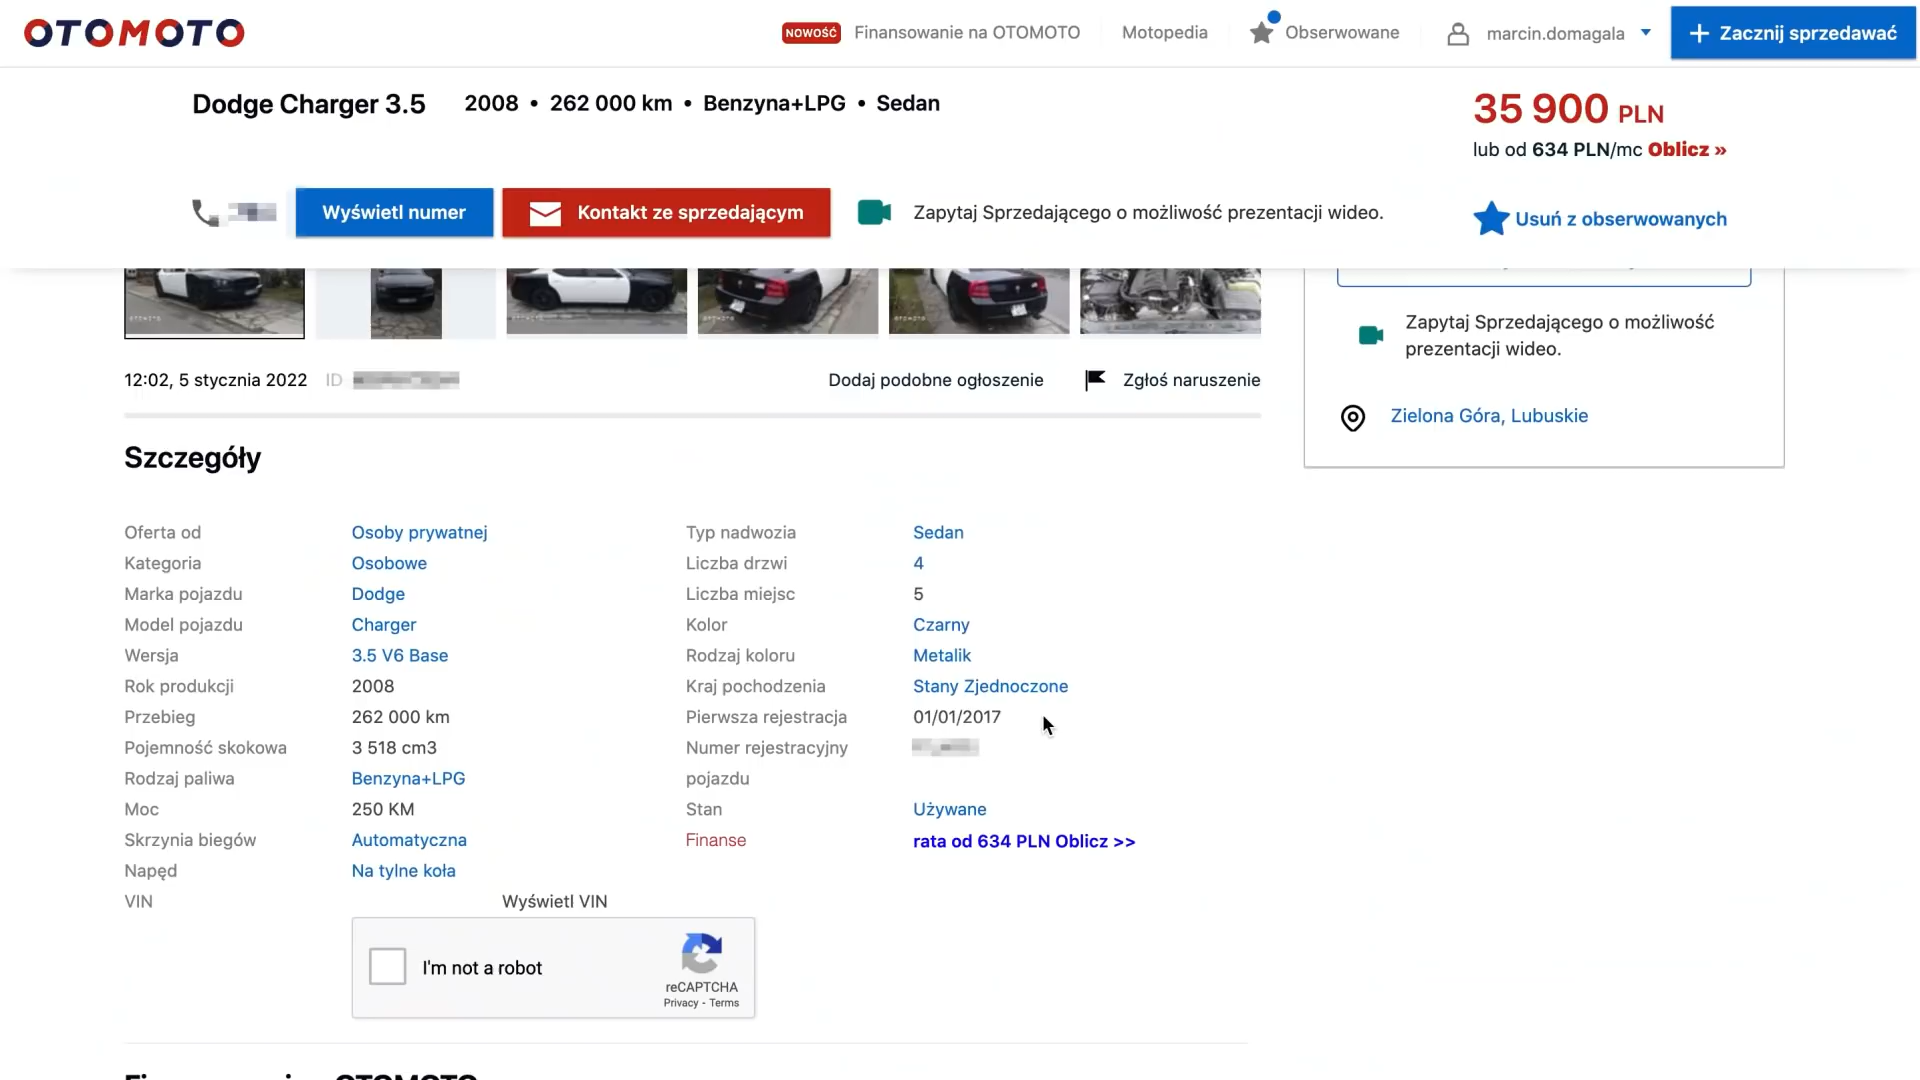 OTOMOTO
NOWOŚĆ Finansowanie na OTOMOTO Motopedia Obserwowane marcin.domagala + Zacznij sprzedawać
Dodge Charger 3.5 2008 • 262 000 km • Benzyna+LPG • Sedan
35 900 PLN
lub od 634 PLN/mc Oblicz »
Wyświetl numer Kontakt ze sprzedającym Zapytaj Sprzedającego o możliwość prezentacji wideo. Usuń z obserwowanych
Zapytaj Sprzedającego o możliwość
prezentacji wideo.
12:02, 5 stycznia 2022 ID Dodaj podobne ogłoszenie Zgłoś naruszenie
Zielona Góra, Lubuskie
Szczegóły
Oferta od Osoby prywatnej Typ nadwozia Sedan
Kategoria Osobowe Liczba drzwi 4
Marka pojazdu Dodge Liczba miejsc 5
Model pojazdu Charger Kolor Czarny
Wersja 3.5 V6 Base Rodzaj koloru Metalik
Rok produkcji 2008 Kraj pochodzenia Stany Zjednoczone
Przebieg 262 000 km Pierwsza rejestracja 01/01/2017
Pojemność skokowa 3 518 cm3 Numer rejestracyjny
Rodzaj paliwa Benzyna+LPG pojazdu
Moc 250 KM Stan Używane
Skrzynia biegów Automatyczna Finanse rata od 634 PLN Oblicz >>
Napęd Na tylne koła
VIN Wyświetl VIN
I'm not a robot
reCAPTCHA
Privacy - Terms
OTOMOTO